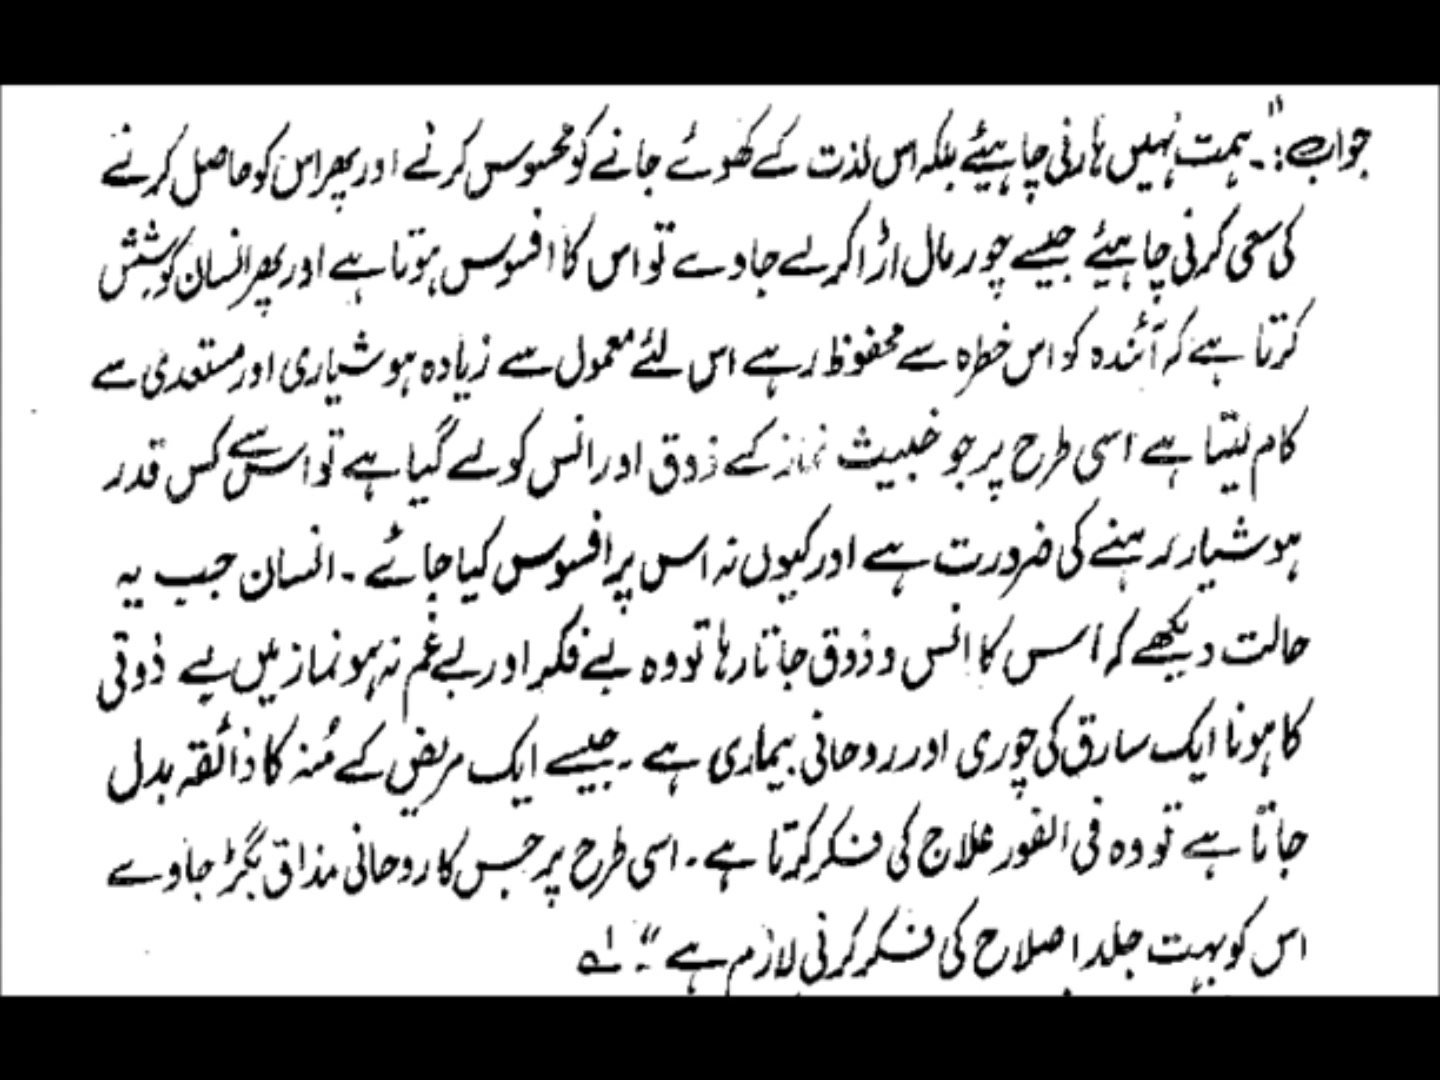 جواب:۔ "ہمت نہیں ہارنی چاہیئے بلکہ اس لذت کے کھوئے جانے کو محسوس کرنے اور پھر اس کو حاصل کرنے
کی سعی کرنی چاہیئے جیسے چور مال اڑا کر لے جاوے تو اس کا افسوس ہوتا ہے اور پھر انسان کوشش
کرتا ہے کہ آئندہ کو اس خطرہ سے محفوظ رہے اس لئے معمول سے زیادہ ہوشیاری اور مستعدی سے
کام لیتا ہے اسی طرح پر جو خبیث نماز کے ذوق اور انس کو لے گیا ہے تو اس سے کس قدر
ہوشیار رہنے کی ضرورت ہے اور کیوں نہ اس پر افسوس کیا جائے ۔ انسان جب یہ
حالت دیکھے کہ اُس کا انس و ذوق جاتا رہا تو وہ بے فکر اور بے غم نہ ہو نماز میں بے ذوقی
کا ہونا ایک سارق کی چوری اور روحانی بیماری ہے ۔ جیسے ایک مریض کے مُنہ کا ذائقہ بدل
جاتا ہے تو وہ فی الفور علاج کی فکر کرتا ہے ۔ اسی طرح پر جس کا روحانی مذاق بگڑ جاوے
اس کو بہت جلد اصلاح کی فکر کرنی لازم ہے "۔ لہ